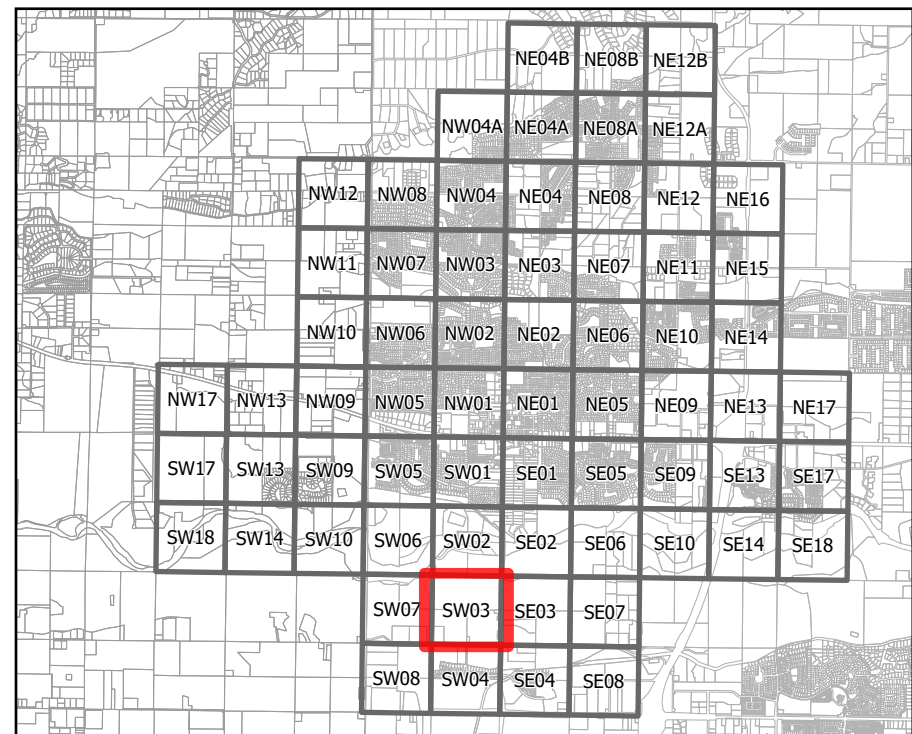 NE04B NE08B NE12B
NW04A NE04A NE08A NE12A
NW12 NW08 NW04 NE04 NE08 NE12 NE16
NW11 NW07 NW03 NE03 NE07 NE11 NE15
NW10 NW06 NW02 NE02 NE06 NE10 NE14
NW17 NW13 NW09 NW05 NW01 NE01 NE05 NE09 NE13 NE17
SW17 SW13 SW09 SW05 SW01 SE01 SE05 SE09 SE13 SE17
SW18 SW14 SW10 SW06 SW02 SE02 SE06 SE10 SE14 SE18
SW07 SW03 SE03 SE07
SW08 SW04 SE04 SE08